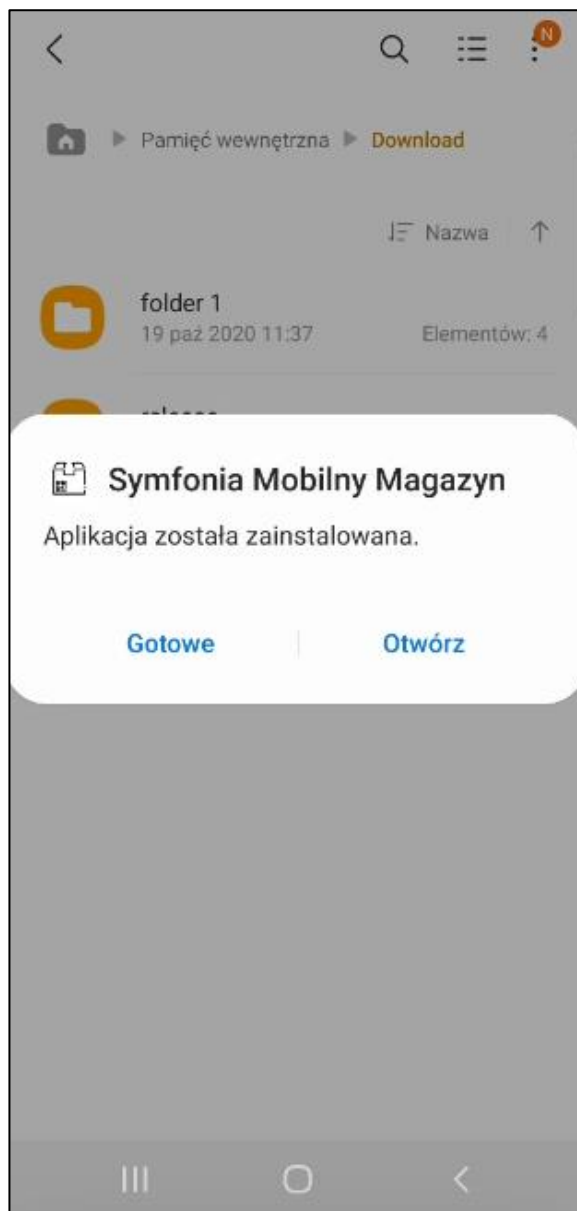 N
Pamięć wewnętrzna Download
Nazwa
folder 1
19 paź 2020 11:37 Elementów: 4
Symfonia Mobilny Magazyn
Aplikacja została zainstalowana.
Gotowe Otwórz